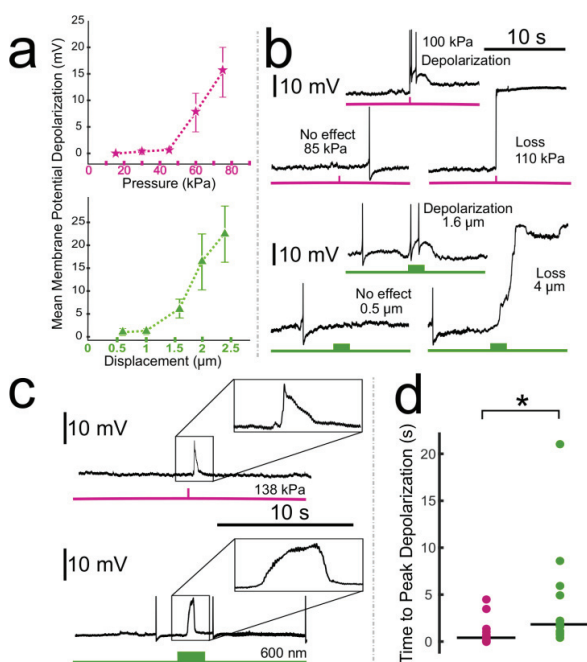 a
Mean Membrane Potential Depolarization (mV)
25
20
15
10
5
0
20
40
60
80
Pressure (kPa)
25
20
15
10
5
0
0.5
1
1.5
2
2.5
Displacement (µm)
b
100 kPa
Depolarization
10 s
10 mV
No effect
85 kPa
Loss
110 kPa
Depolarization
1.6 µm
10 mV
No effect
0.5 µm
Loss
4 µm
c
10 mV
138 kPa
10 s
10 mV
600 nm
d
*
Time to Peak Depolarization (s)
20
15
10
5
0